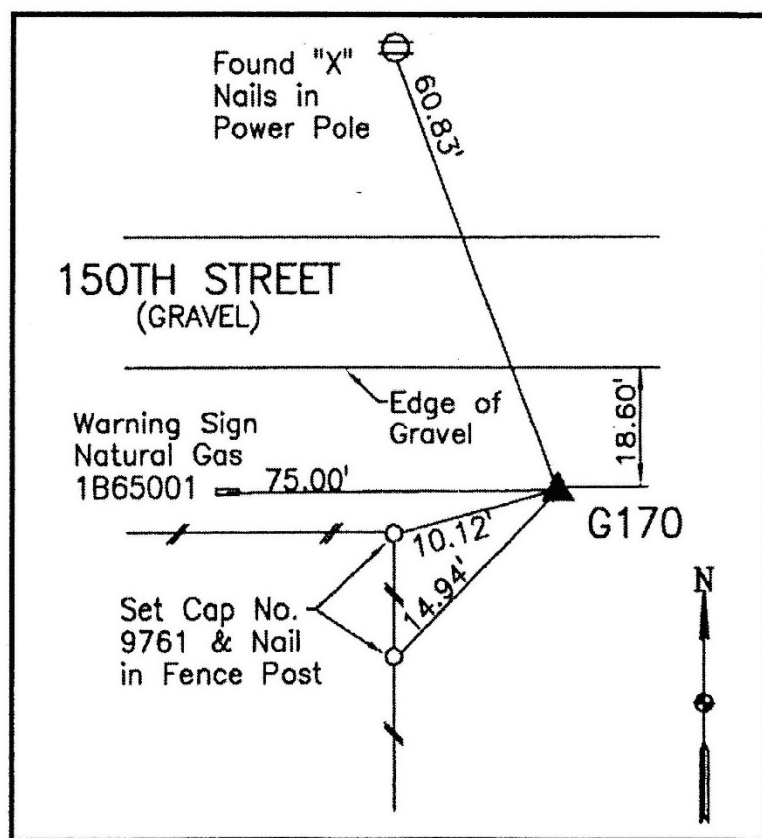 Found "X"
Nails in
Power Pole
60.83'
150TH STREET
(GRAVEL)
Edge of
Gravel
18.60'
Warning Sign
Natural Gas
1B65001
75.00'
G170
10.12'
14.94'
Set Cap No.
9761 & Nail
in Fence Post
N